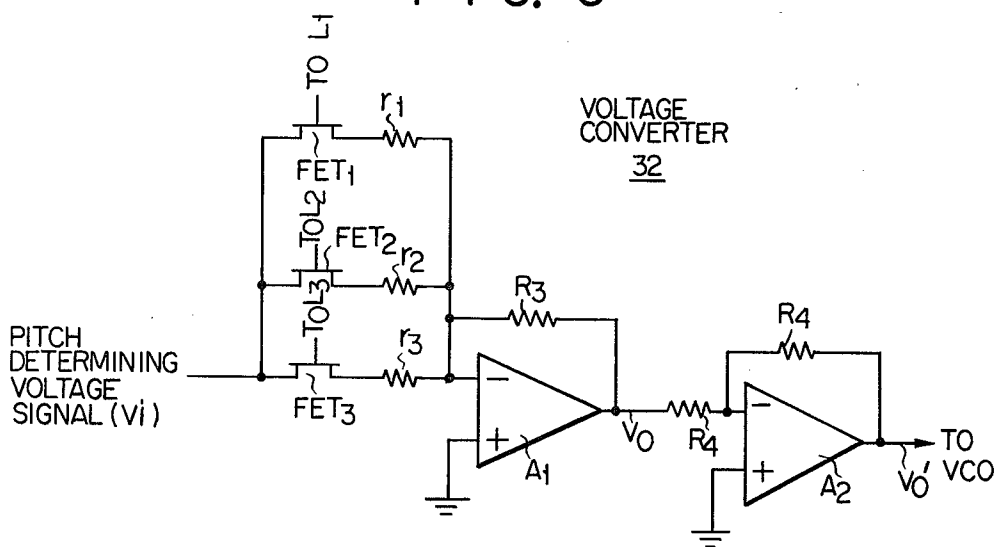 TO L1
r1
FET1
VOLTAGE
CONVERTER
32
TO L2
FET2
r2
TO L3
r3
FET3
R3
R4
PITCH
DETERMINING
VOLTAGE
SIGNAL (Vi)
−
+
A1
VO
R4
−
+
A2
VO'
TO
VCO